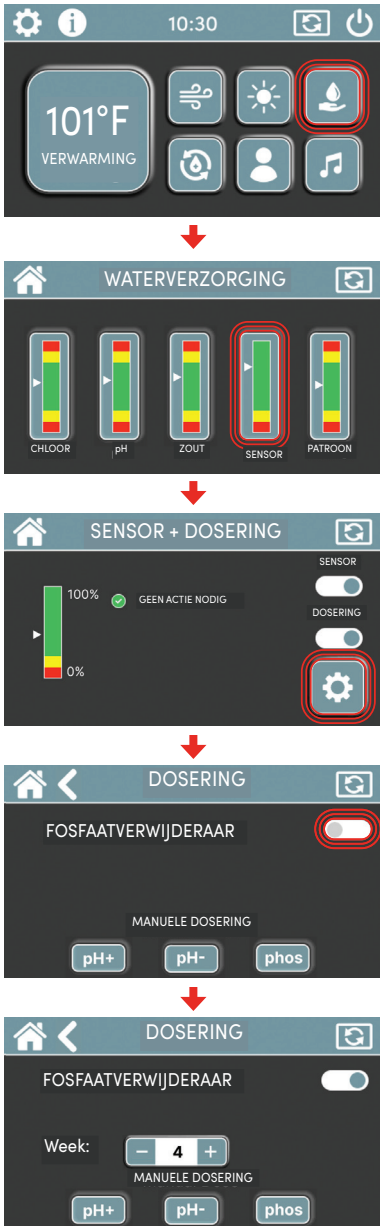 10:30
101°F
VERWARMING
WATERVERZORGING
CHLOOR pH ZOUT SENSOR PATROON
SENSOR + DOSERING
SENSOR
100% GEEN ACTIE NODIG
DOSERING
0%
DOSERING
FOSFAATVERWIJDERAAR
MANUELE DOSERING
pH+ pH- phos
DOSERING
FOSFAATVERWIJDERAAR
Week: - 4 +
MANUELE DOSERING
pH+ pH- phos